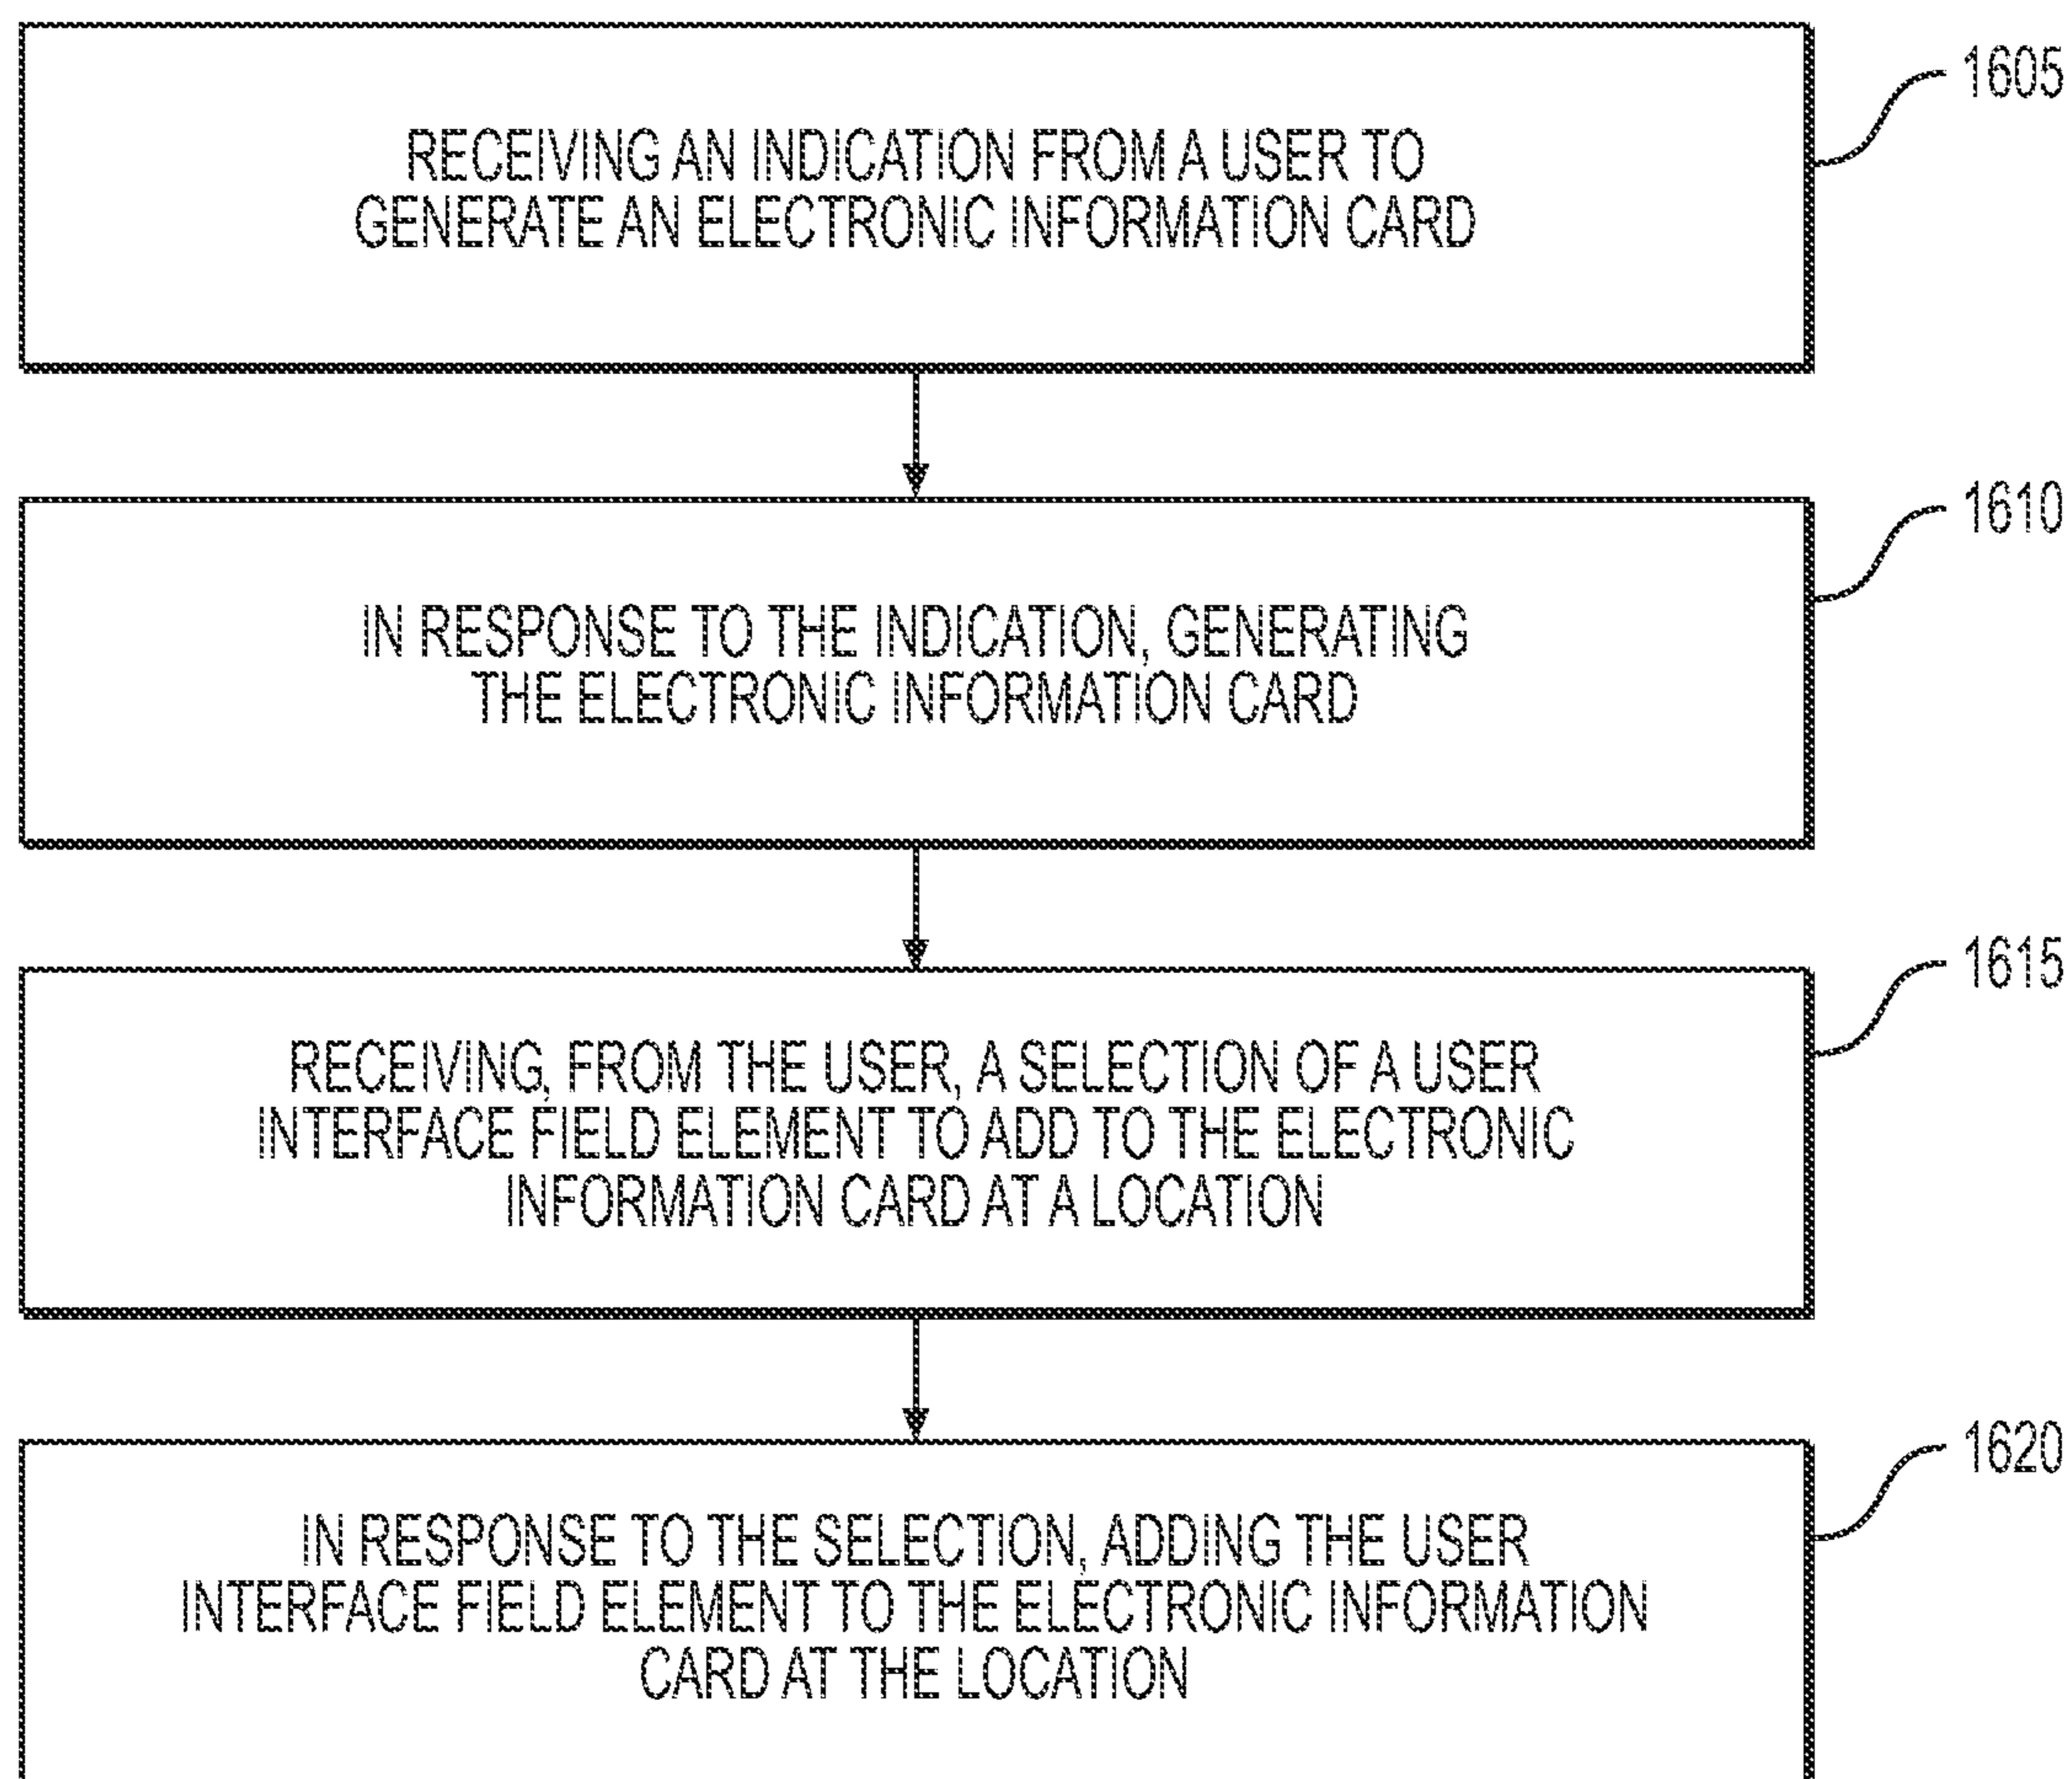 1605
RECEIVING AN INDICATION FROM A USER TO
GENERATE AN ELECTRONIC INFORMATION CARD
1610
IN RESPONSE TO THE INDICATION, GENERATING
THE ELECTRONIC INFORMATION CARD
1615
RECEIVING, FROM THE USER, A SELECTION OF A USER
INTERFACE FIELD ELEMENT TO ADD TO THE ELECTRONIC
INFORMATION CARD AT A LOCATION
1620
IN RESPONSE TO THE SELECTION, ADDING THE USER
INTERFACE FIELD ELEMENT TO THE ELECTRONIC INFORMATION
CARD AT THE LOCATION